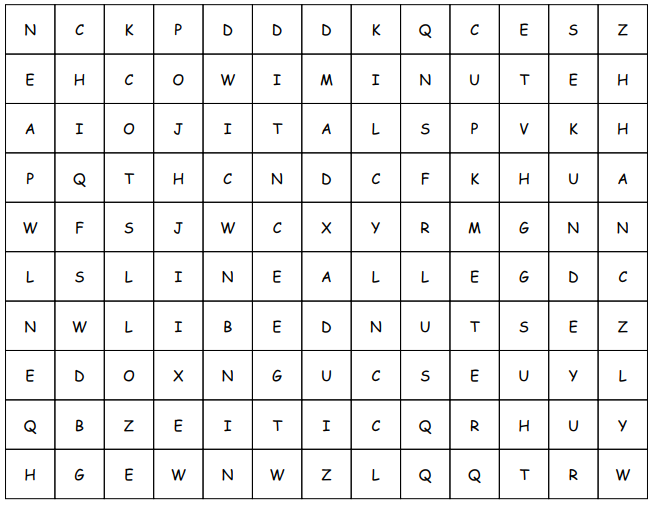 N C K P D D D K Q C E S Z
E H C O W I M I N U T E H
A I O J I T A L S P V K H
P Q T H C N D C F K H U A
W F S J W C X Y R M G N N
L S L I N E A L L E G D C
N W L I B E D N U T S E Z
E D O X N G U C S E U Y L
Q B Z E I T I C Q R H U Y
H G E W N W Z L Q Q T R W